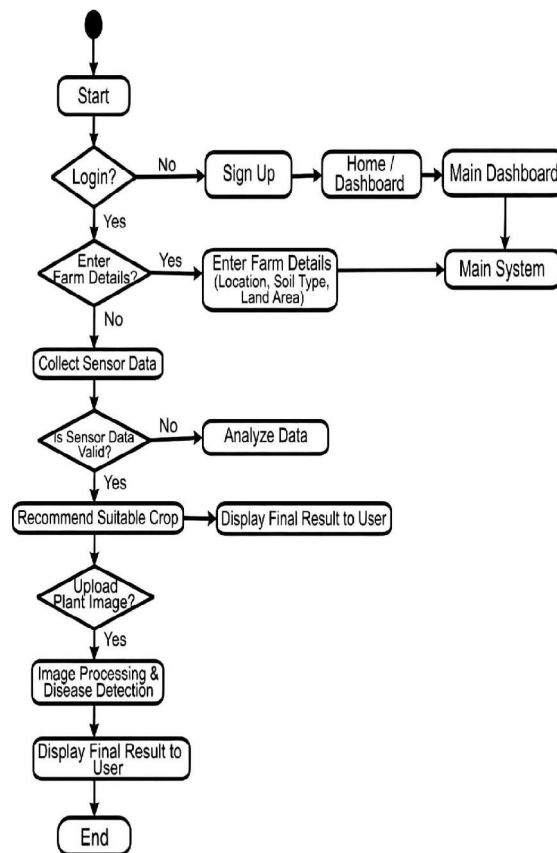 Start
Login?
No
Sign Up
Home /
Dashboard
Main Dashboard
Yes
Enter
Farm Details?
Yes
Enter Farm Details
(Location, Soil Type,
Land Area)
Main System
No
Collect Sensor Data
Is Sensor Data
Valid?
No
Analyze Data
Yes
Recommend Suitable Crop
Display Final Result to User
Upload
Plant Image?
Yes
Image Processing &
Disease Detection
Display Final Result to
User
End